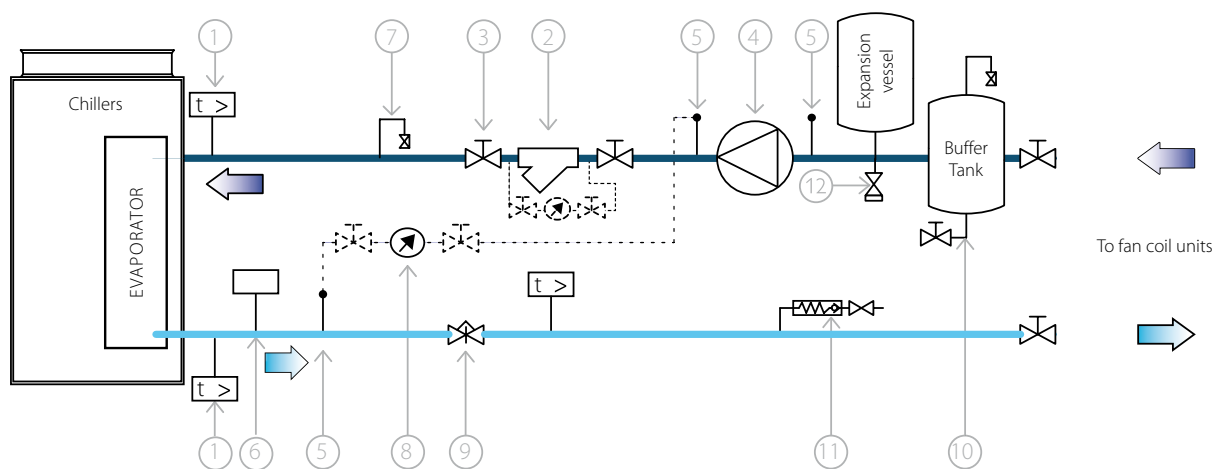 1
7
3
2
5
4
5
Expansion
vessel
Chillers
t >
Buffer
Tank
12
EVAPORATOR
To fan coil units
t >
t >
1
6
5
8
9
11
10